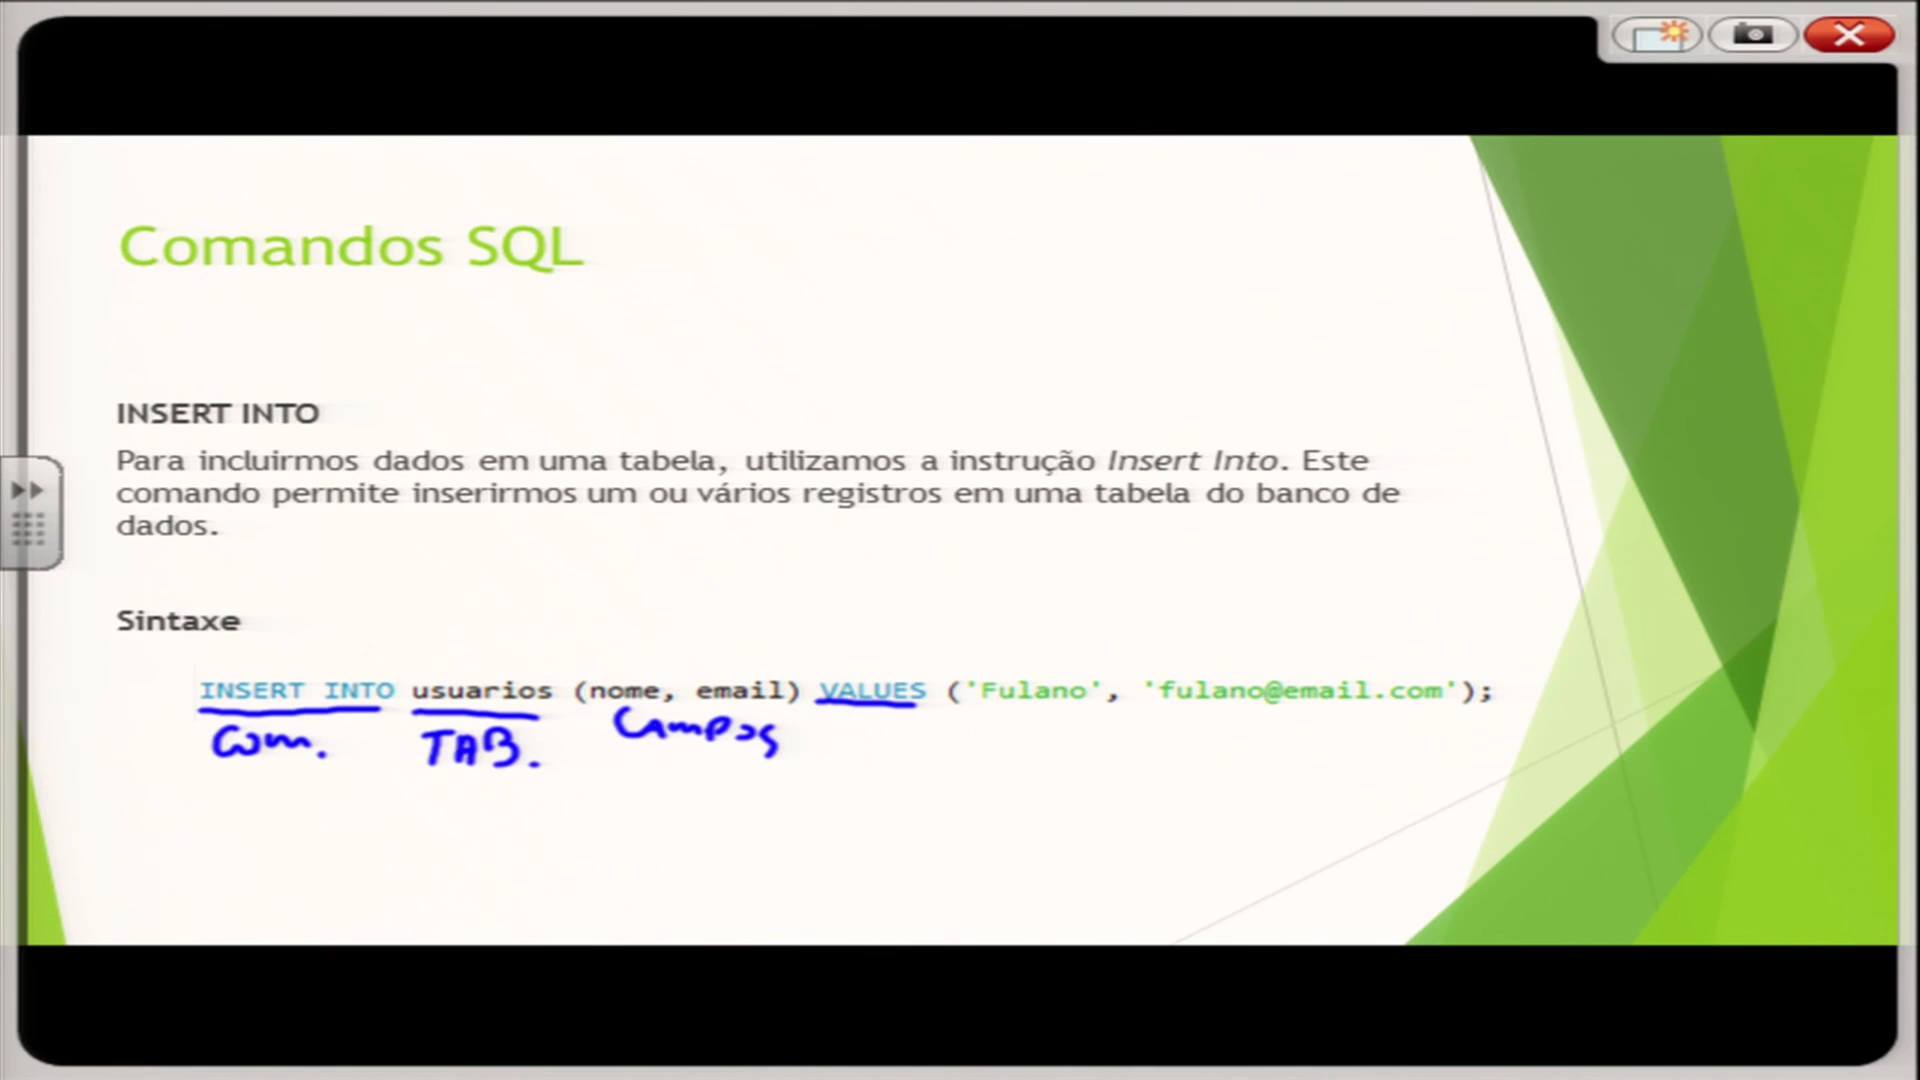 Comandos SQL
INSERT INTO
Para incluirmos dados em uma tabela, utilizamos a instrução Insert Into. Este
comando permite inserirmos um ou vários registros em uma tabela do banco de
dados.
Sintaxe
INSERT INTO usuarios (nome, email) VALUES ('Fulano', 'fulano@email.com');
Com. TAB. Campos